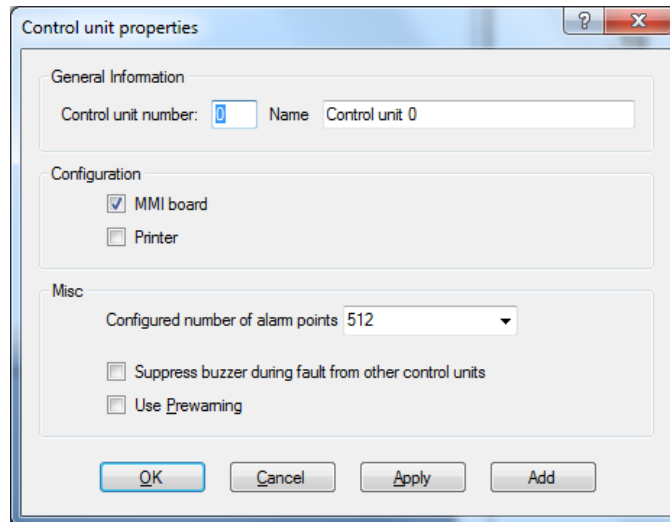 Control unit properties
General Information
Control unit number: 0 Name Control unit 0
Configuration
MMI board
Printer
Misc
Configured number of alarm points 512
Suppress buzzer during fault from other control units
Use Prewarning
OK Cancel Apply Add